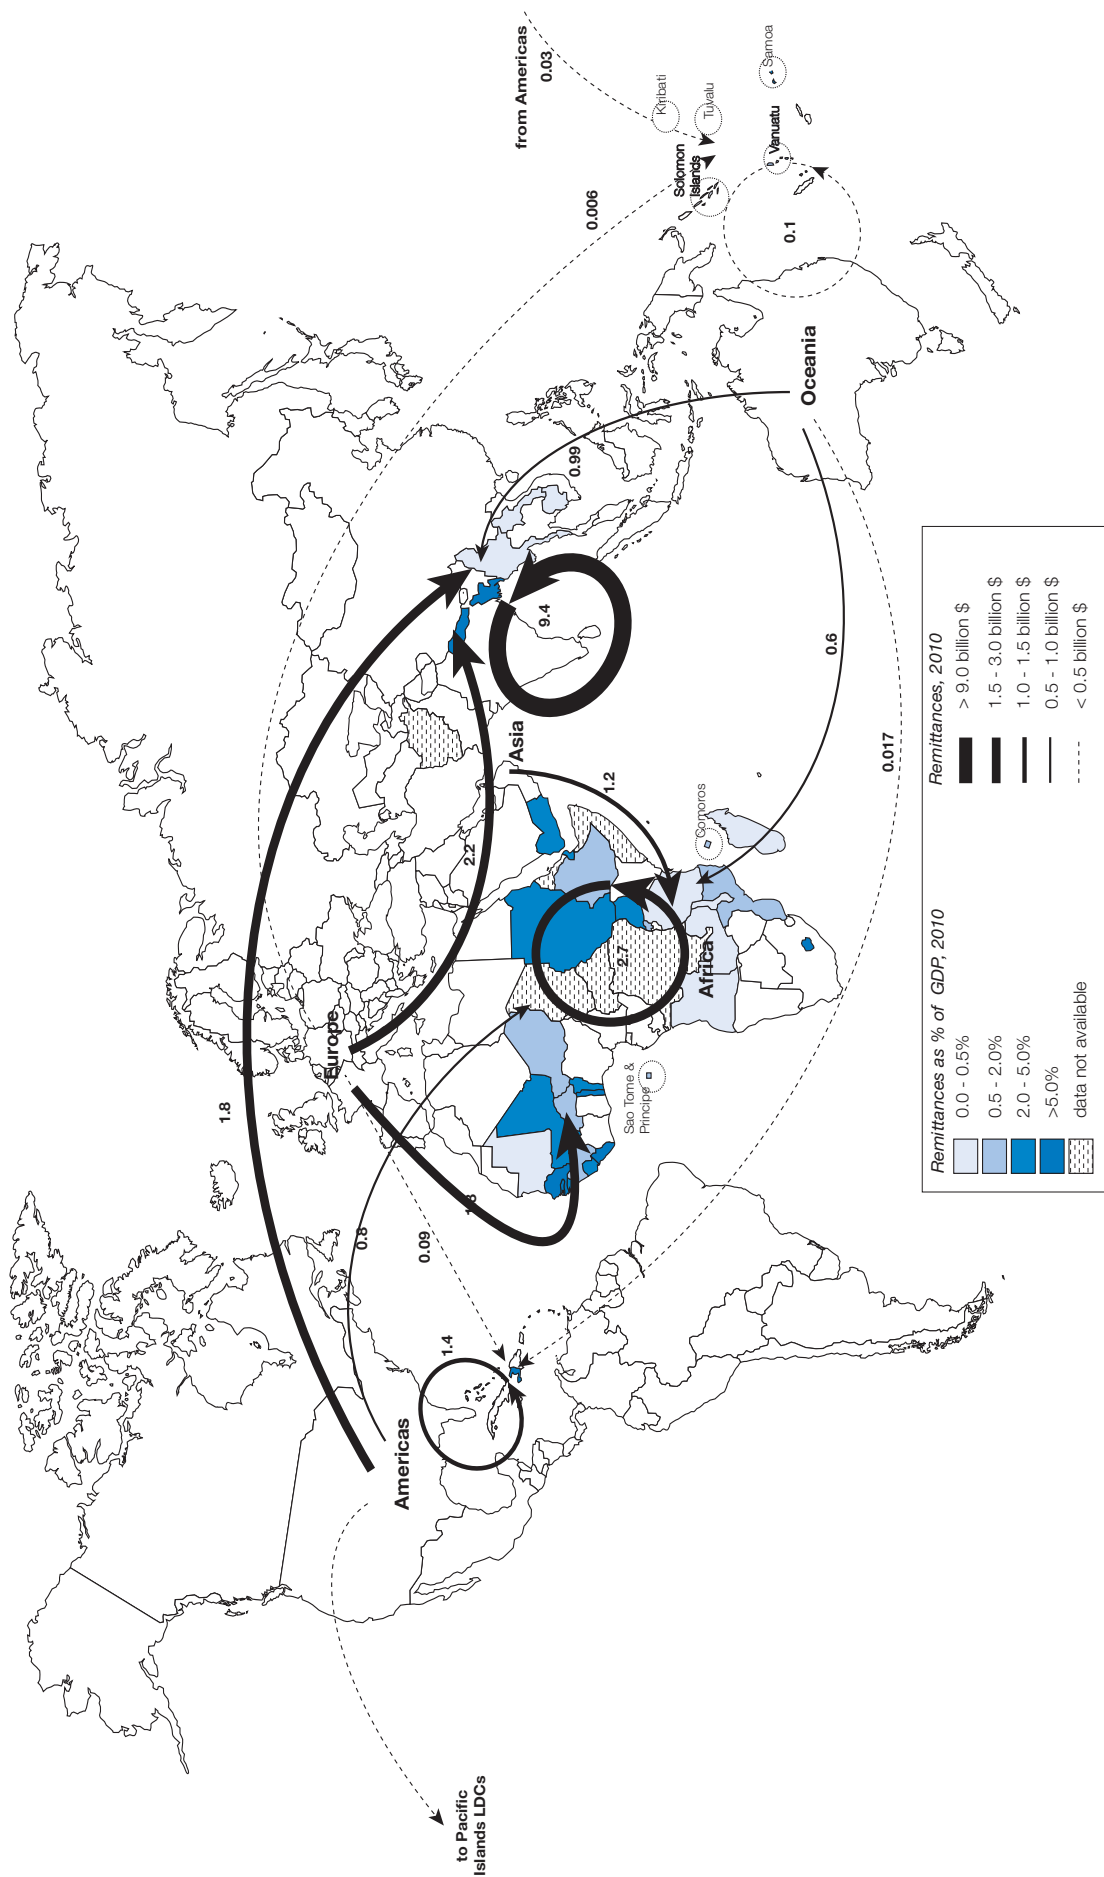 1.8
Europe
0.8
Americas
0.09
1.4
to Pacific
Islands LDCs
2.2
Asia
from Americas
0.03
9.4
0.99
0.006
1.2
2.7
Sao Tome &
Principe
Kiribati
Solomon
Islands
Comoros
Africa
Tuvalu
Samoa
Vanuatu
0.1
Oceania
0.6
0.017
Remittances as % of GDP, 2010
0.0 - 0.5%
0.5 - 2.0%
2.0 - 5.0%
>5.0%
data not available
Remittances, 2010
> 9.0 billion $
1.5 - 3.0 billion $
1.0 - 1.5 billion $
0.5 - 1.0 billion $
< 0.5 billion $